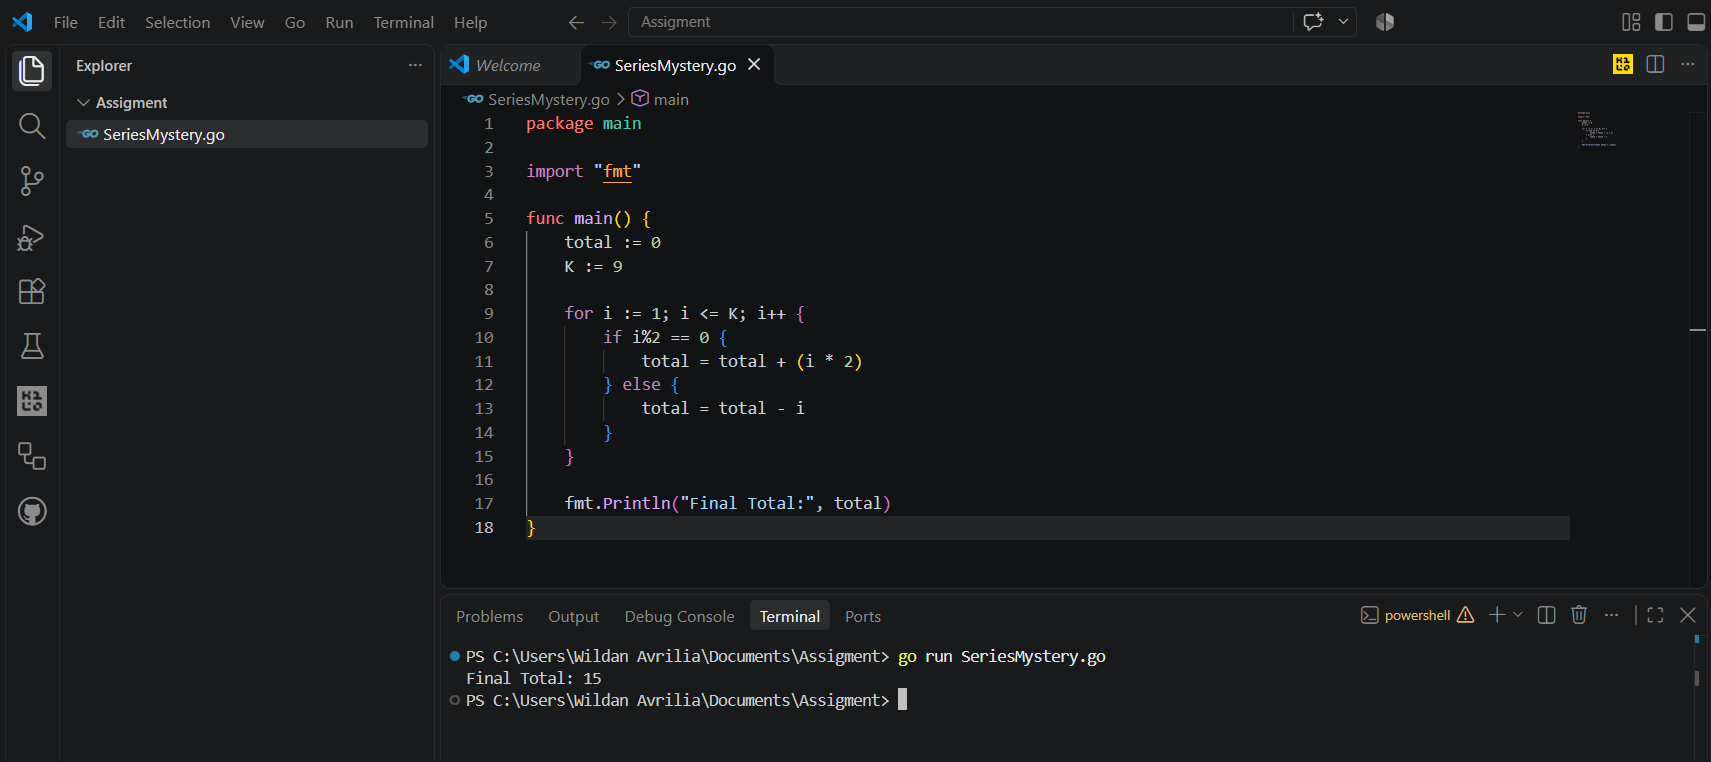 File Edit Selection View Go Run Terminal Help
Assigment
Explorer
Assigment
SeriesMystery.go
Welcome
SeriesMystery.go
SeriesMystery.go > main
1 package main
2
3 import "fmt"
4
5 func main() {
6 total := 0
7 K := 9
8
9 for i := 1; i <= K; i++ {
10 if i%2 == 0 {
11 total = total + (i * 2)
12 } else {
13 total = total - i
14 }
15 }
16
17 fmt.Println("Final Total:", total)
18 }
Problems Output Debug Console Terminal Ports
powershell
PS C:\Users\Wildan Avrilia\Documents\Assigment> go run SeriesMystery.go
Final Total: 15
PS C:\Users\Wildan Avrilia\Documents\Assigment>